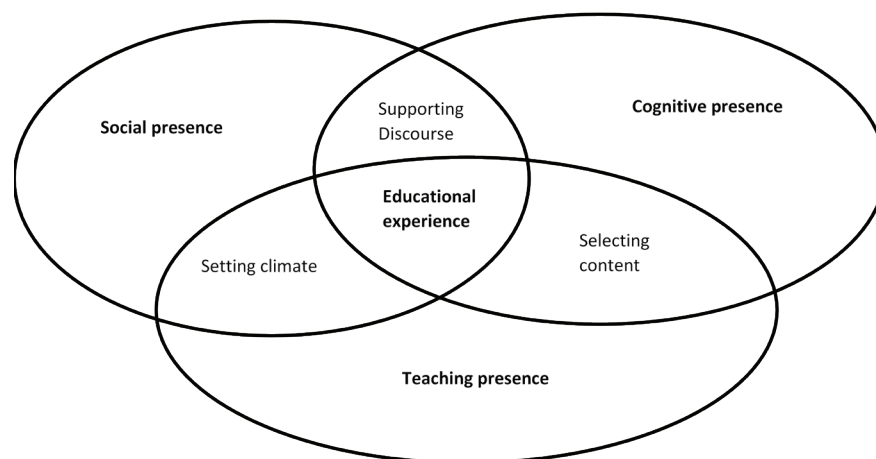 Social presence
Supporting
Discourse
Cognitive presence
Educational
experience
Setting climate
Selecting
content
Teaching presence